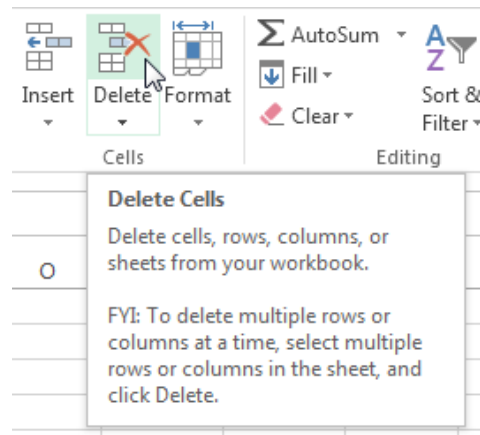 Insert
Delete
Format
AutoSum
Fill
Clear
A
Z
Sort &
Filter
Cells
Editing
O
Delete Cells
Delete cells, rows, columns, or
sheets from your workbook.
FYI: To delete multiple rows or
columns at a time, select multiple
rows or columns in the sheet, and
click Delete.